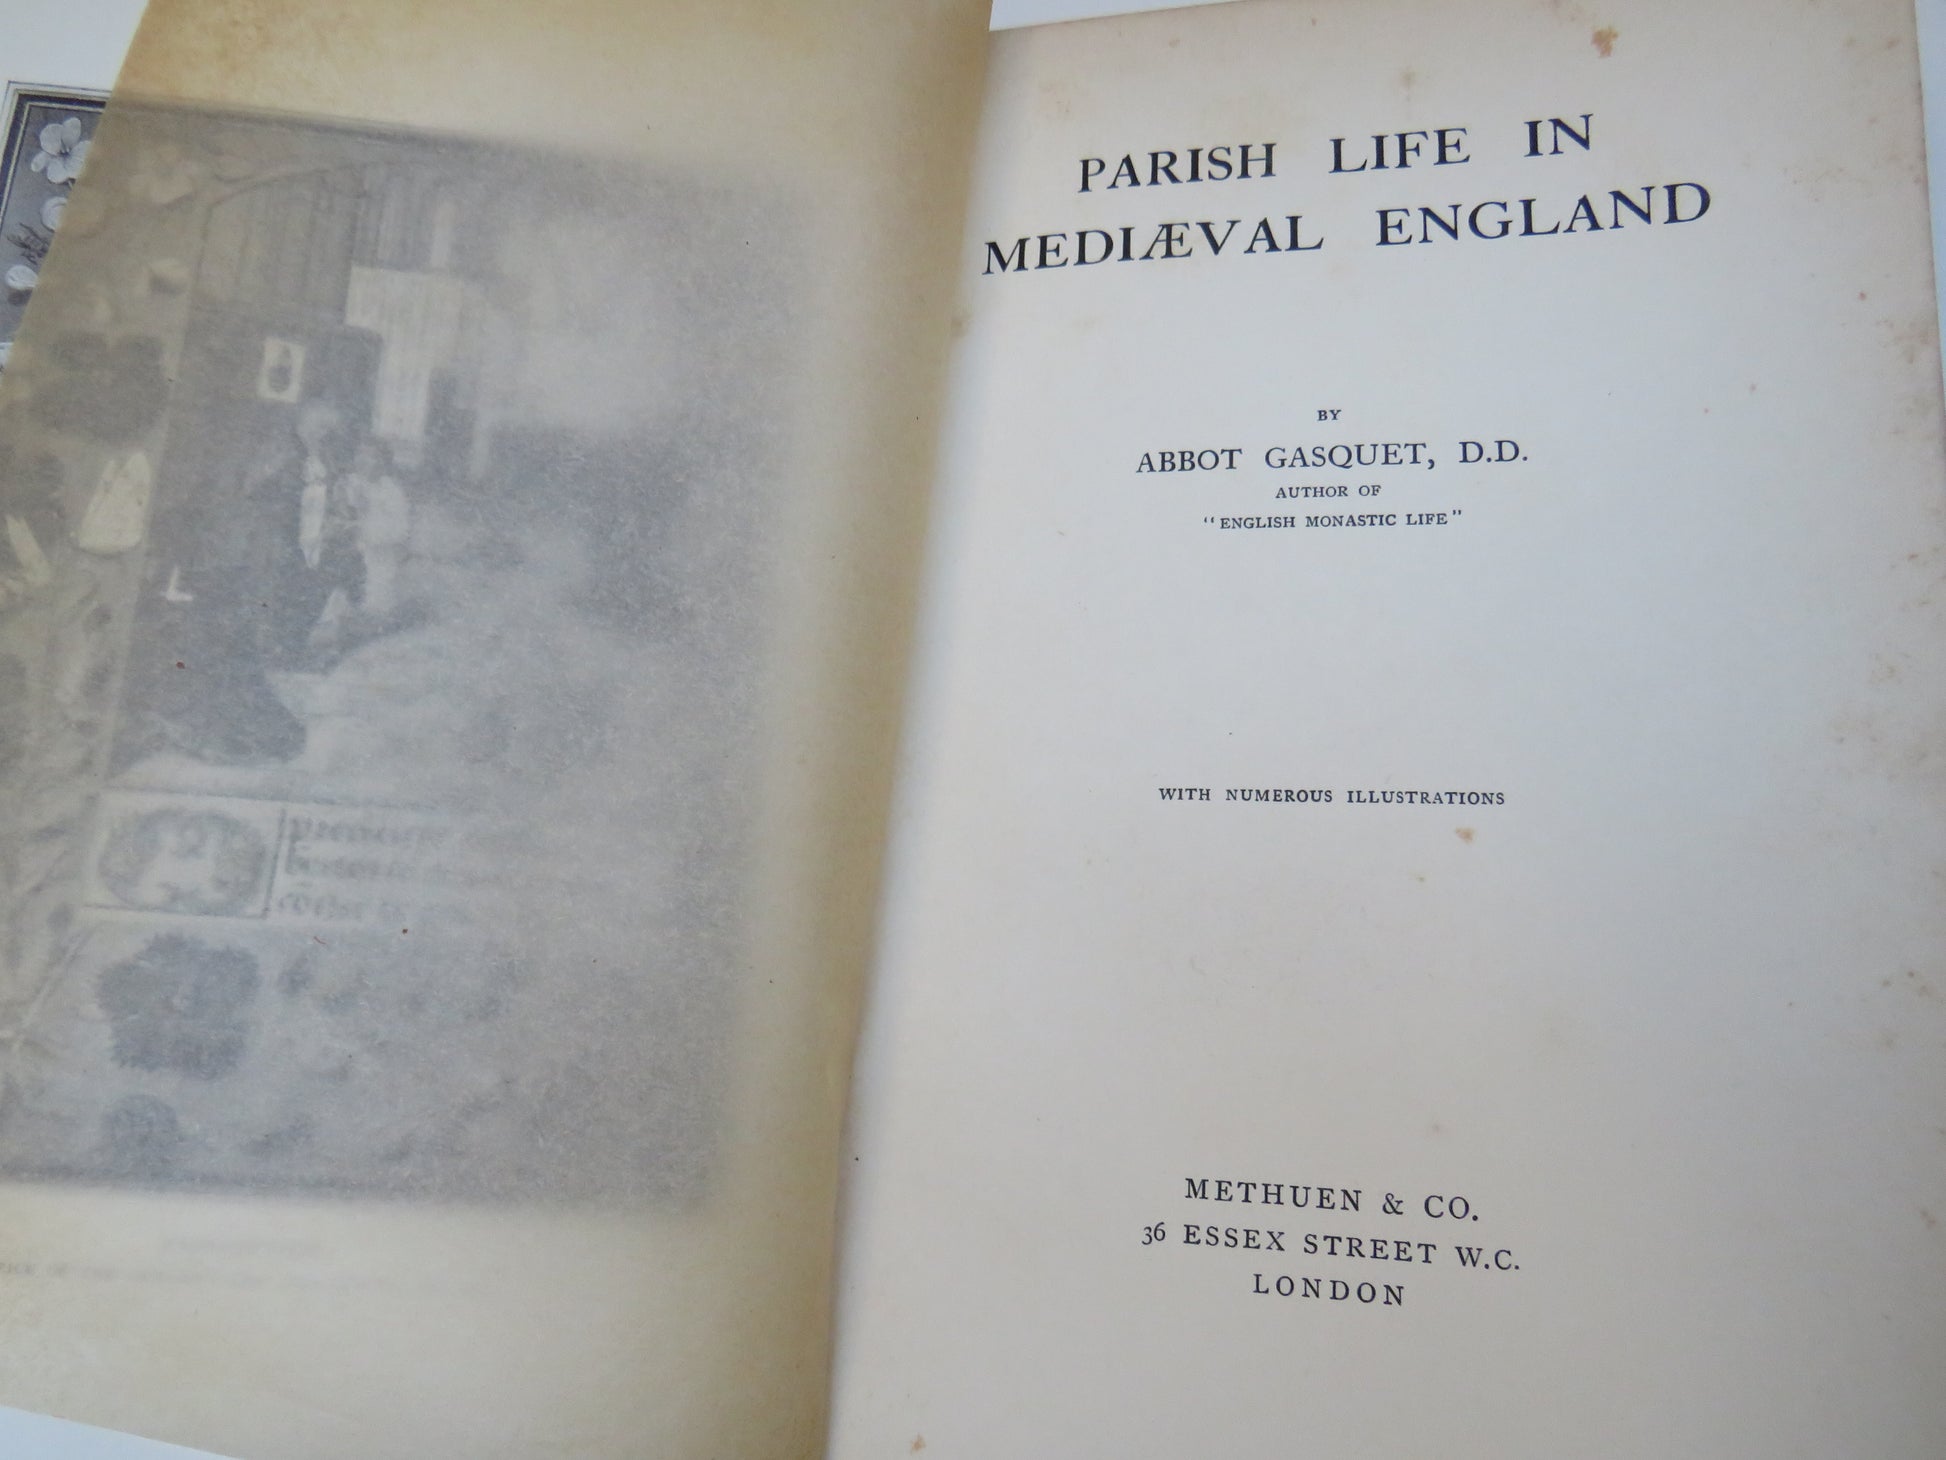 PARISH LIFE IN
MEDIÆVAL ENGLAND
BY
ABBOT GASQUET, D.D.
AUTHOR OF
"ENGLISH MONASTIC LIFE"
WITH NUMEROUS ILLUSTRATIONS
METHUEN & CO.
36 ESSEX STREET W.C.
LONDON